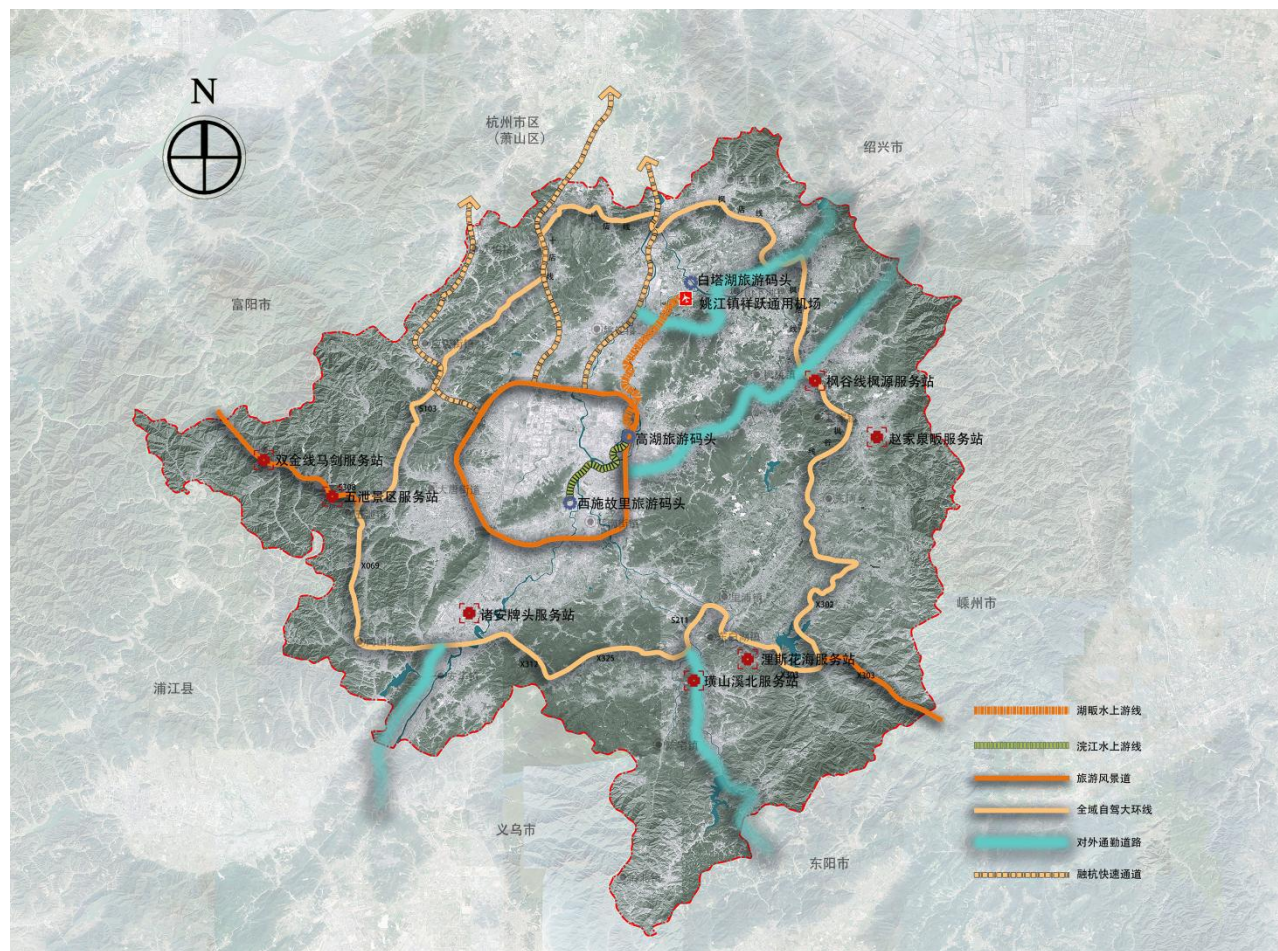 N
杭州市区
（萧山区）
绍兴市
富阳市
白塔湖旅游码头
姚江镇祥跃通用机场
枫谷线枫源服务站
S103
高湖旅游码头
赵家泉畈服务站
双金线马剑服务站
五泄景区服务站
西施故里旅游码头
X069
嵊州市
X302
诸安牌头服务站
S211
X325
浬斯花海服务站
X303
璜山溪北服务站
浦江县
湖畈水上游线
浣江水上游线
旅游风景道
全域自驾大环线
对外通勤道路
融杭快速通道
义乌市
东阳市